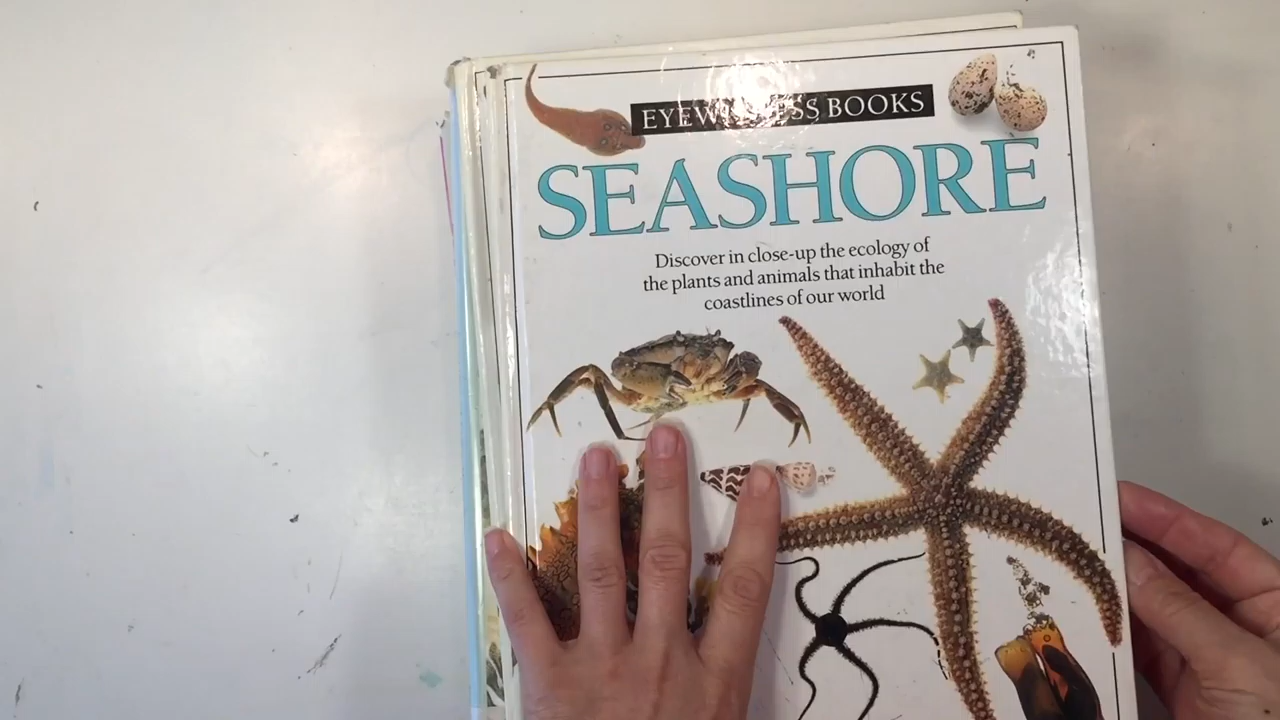 EYEWITNESS BOOKS
SEASHORE
Discover in close-up the ecology of
the plants and animals that inhabit the
coastlines of our world